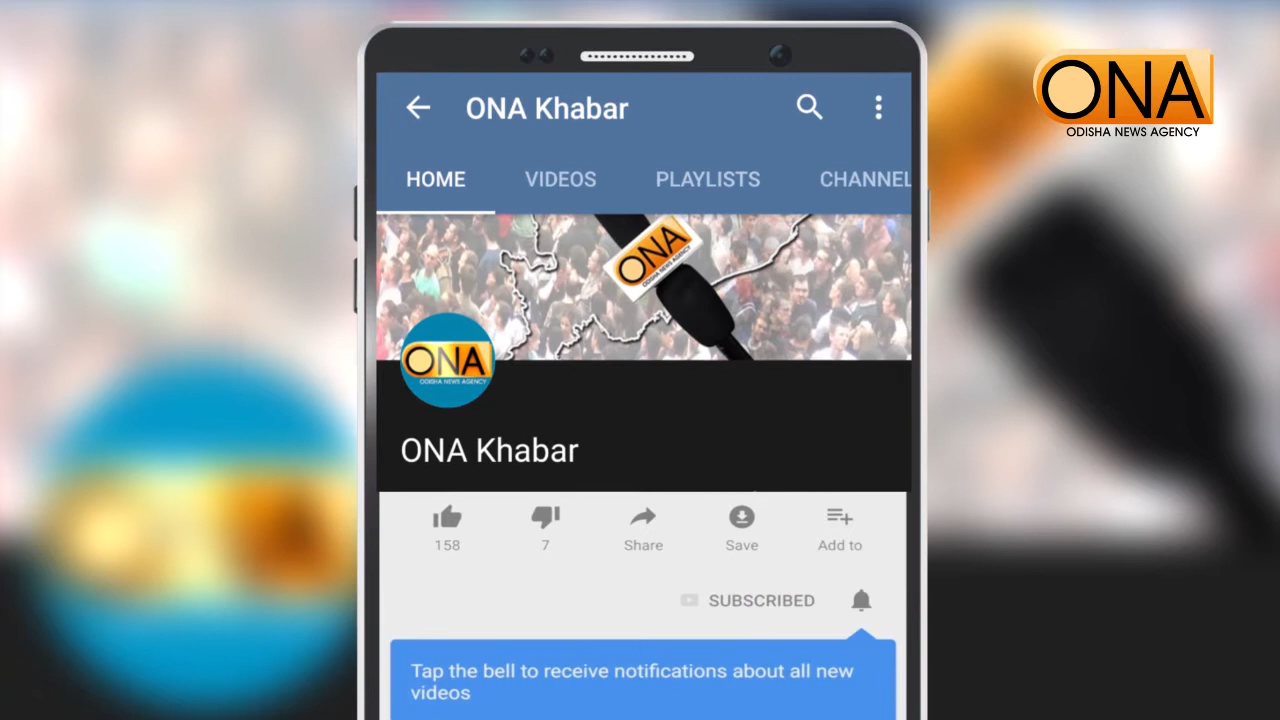 ONA Khabar
HOME VIDEOS PLAYLISTS CHANNEL
ONA
ODISHA NEWS AGENCY
ONA
ODISHA NEWS AGENCY
ONA
ODISHA NEWS AGENCY
ONA Khabar
158 7 Share Save Add to
SUBSCRIBED
Tap the bell to receive notifications about all new
videos